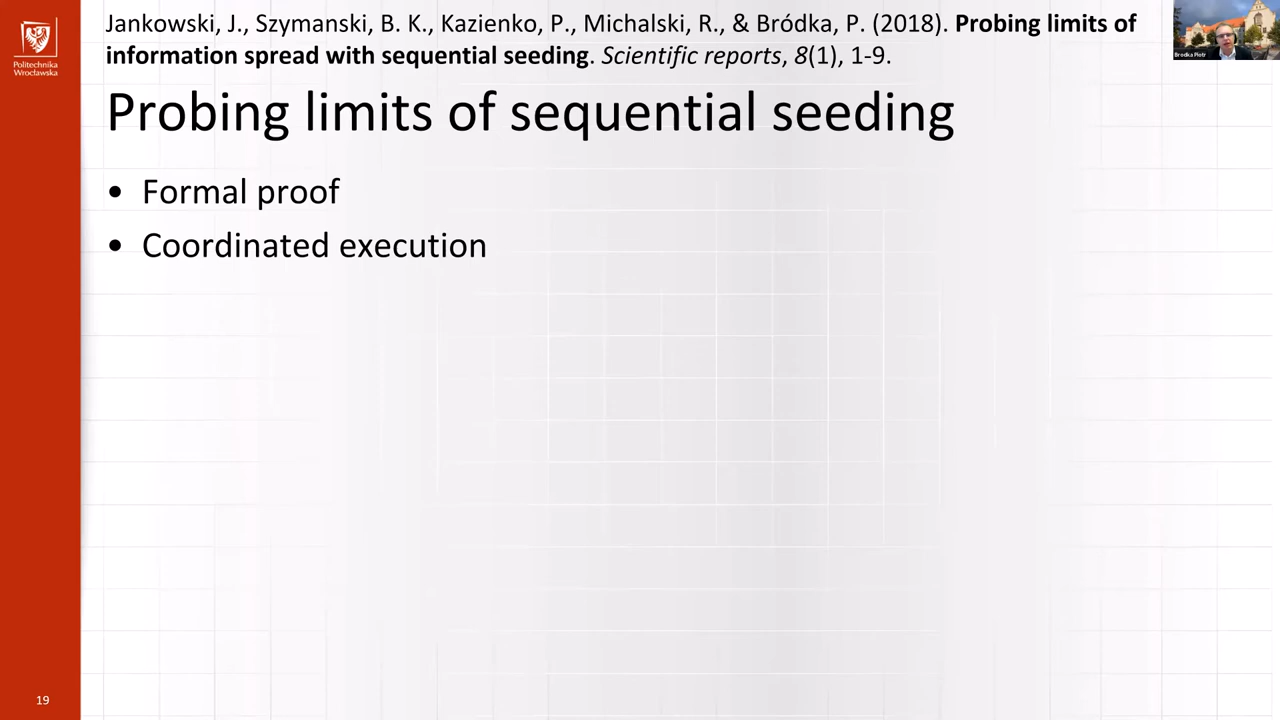 Politechnika
Wrocławska
Jankowski, J., Szymanski, B. K., Kazienko, P., Michalski, R., & Bródka, P. (2018). Probing limits of
information spread with sequential seeding. Scientific reports, 8(1), 1-9.
Brodka Piotr
Probing limits of sequential seeding
• Formal proof
• Coordinated execution
19